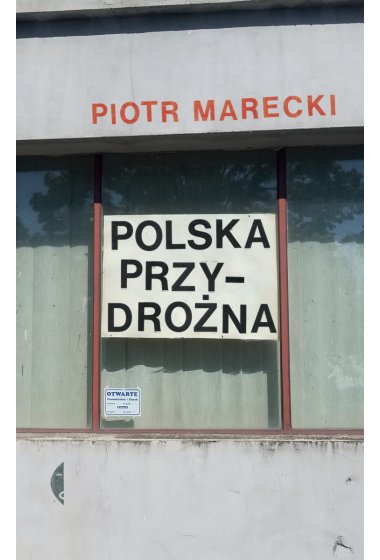 PIOTR MARECKI
POLSKA
PRZY–
DROŻNA
OTWARTE